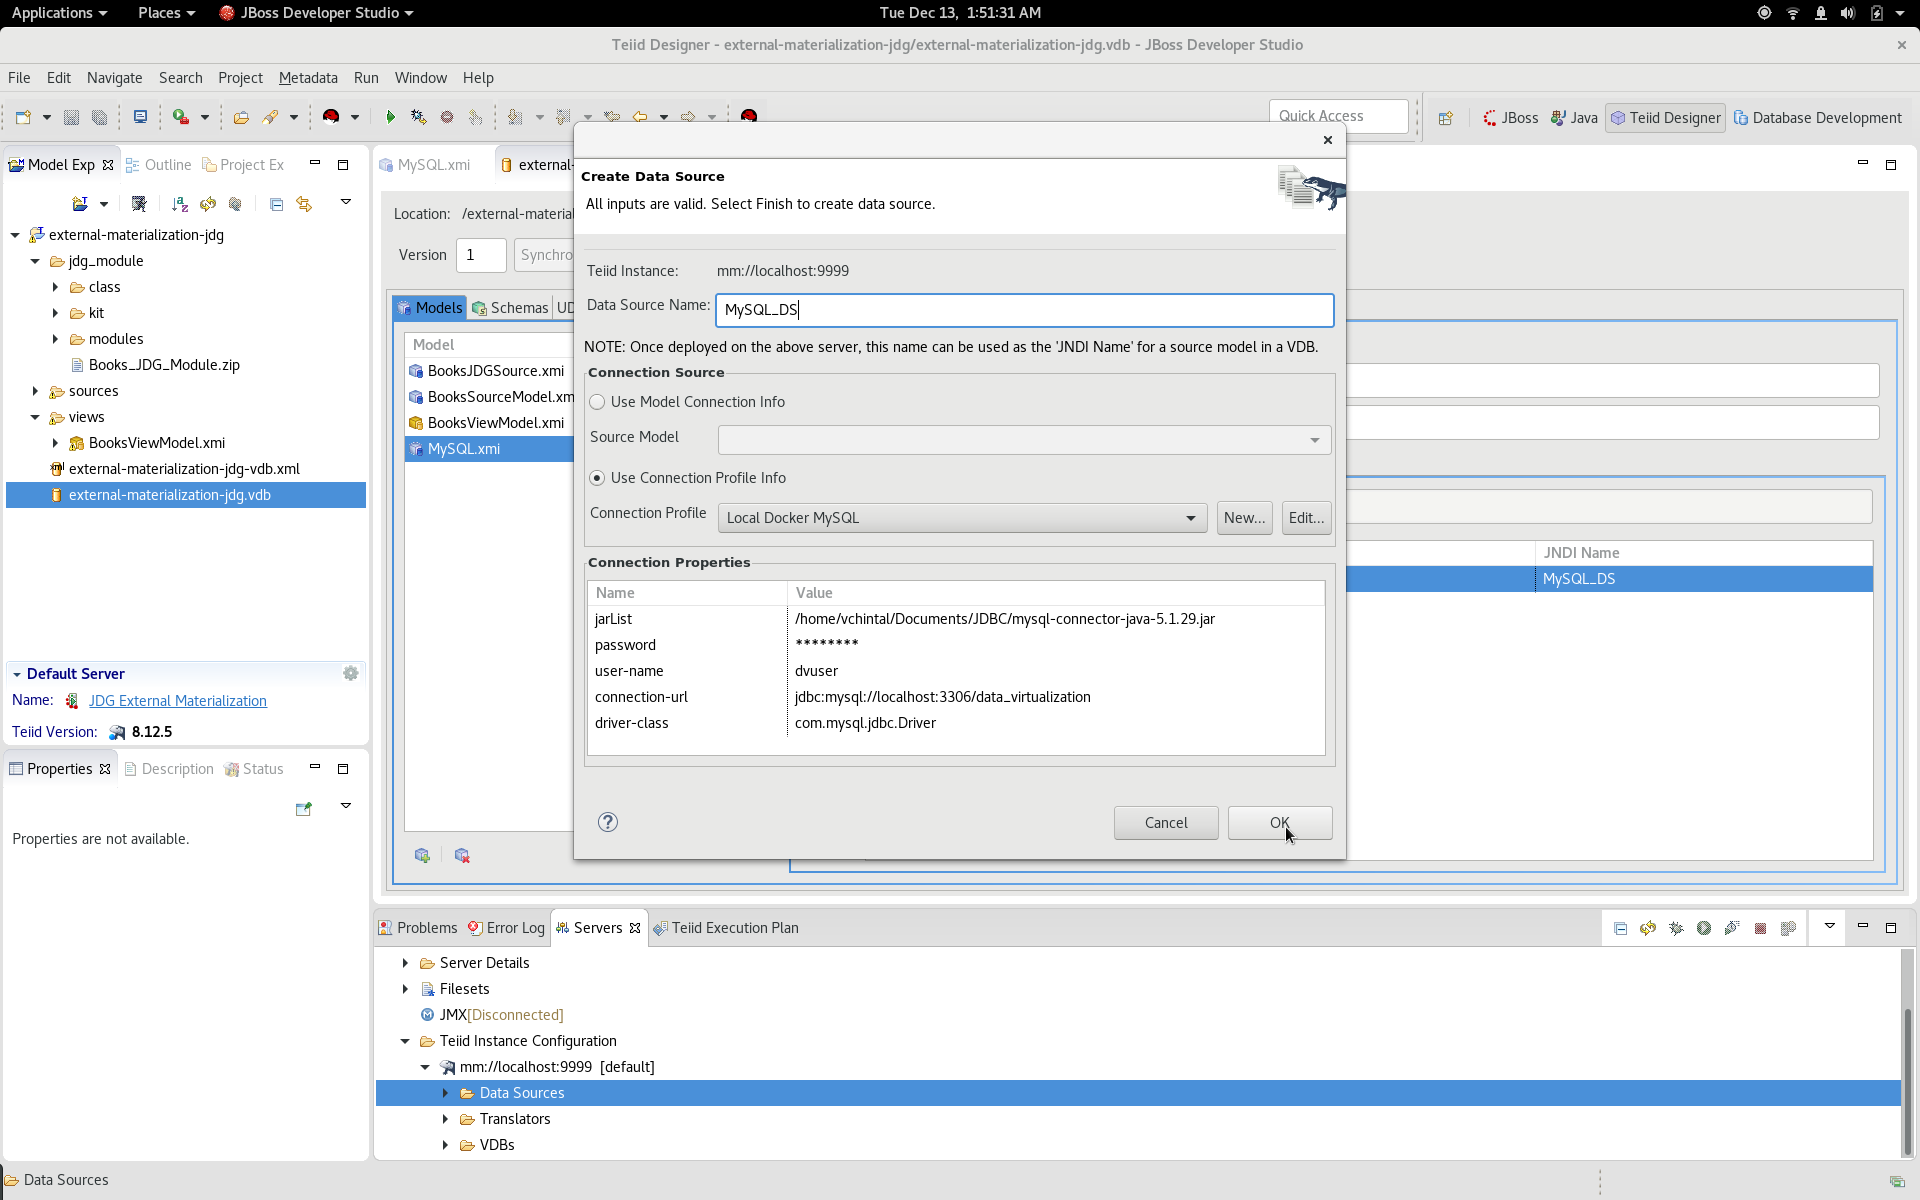 Applications Places JBoss Developer Studio Tue Dec 13, 1:51:31 AM
Teiid Designer - external-materialization-jdg/external-materialization-jdg.vdb - JBoss Developer Studio
File Edit Navigate Search Project Metadata Run Window Help
Quick Access JBoss Java Teiid Designer Database Development
Model Exp Outline Project Ex
external-materialization-jdg
jdg_module
class
kit
modules
Books_JDG_Module.zip
sources
views
BooksViewModel.xmi
external-materialization-jdg-vdb.xml
external-materialization-jdg.vdb
Default Server
Name: JDG External Materialization
Teiid Version: 8.12.5
Properties Description Status
Properties are not available.
MySQL.xmi external-
Location: /external-material
Version 1 Synchro
Models Schemas UD
Model
BooksJDGSource.xmi
BooksSourceModel.xm
BooksViewModel.xmi
MySQL.xmi
JNDI Name
MySQL_DS
Create Data Source
All inputs are valid. Select Finish to create data source.
Teiid Instance: mm://localhost:9999
Data Source Name: MySQL_DS
NOTE: Once deployed on the above server, this name can be used as the 'JNDI Name' for a source model in a VDB.
Connection Source
Use Model Connection Info
Source Model
Use Connection Profile Info
Connection Profile Local Docker MySQL New... Edit...
Connection Properties
Name Value
jarList /home/vchintal/Documents/JDBC/mysql-connector-java-5.1.29.jar
password ********
user-name dvuser
connection-url jdbc:mysql://localhost:3306/data_virtualization
driver-class com.mysql.jdbc.Driver
Cancel OK
Problems Error Log Servers Teiid Execution Plan
Server Details
Filesets
JMX[Disconnected]
Teiid Instance Configuration
mm://localhost:9999 [default]
Data Sources
Translators
VDBs
Data Sources